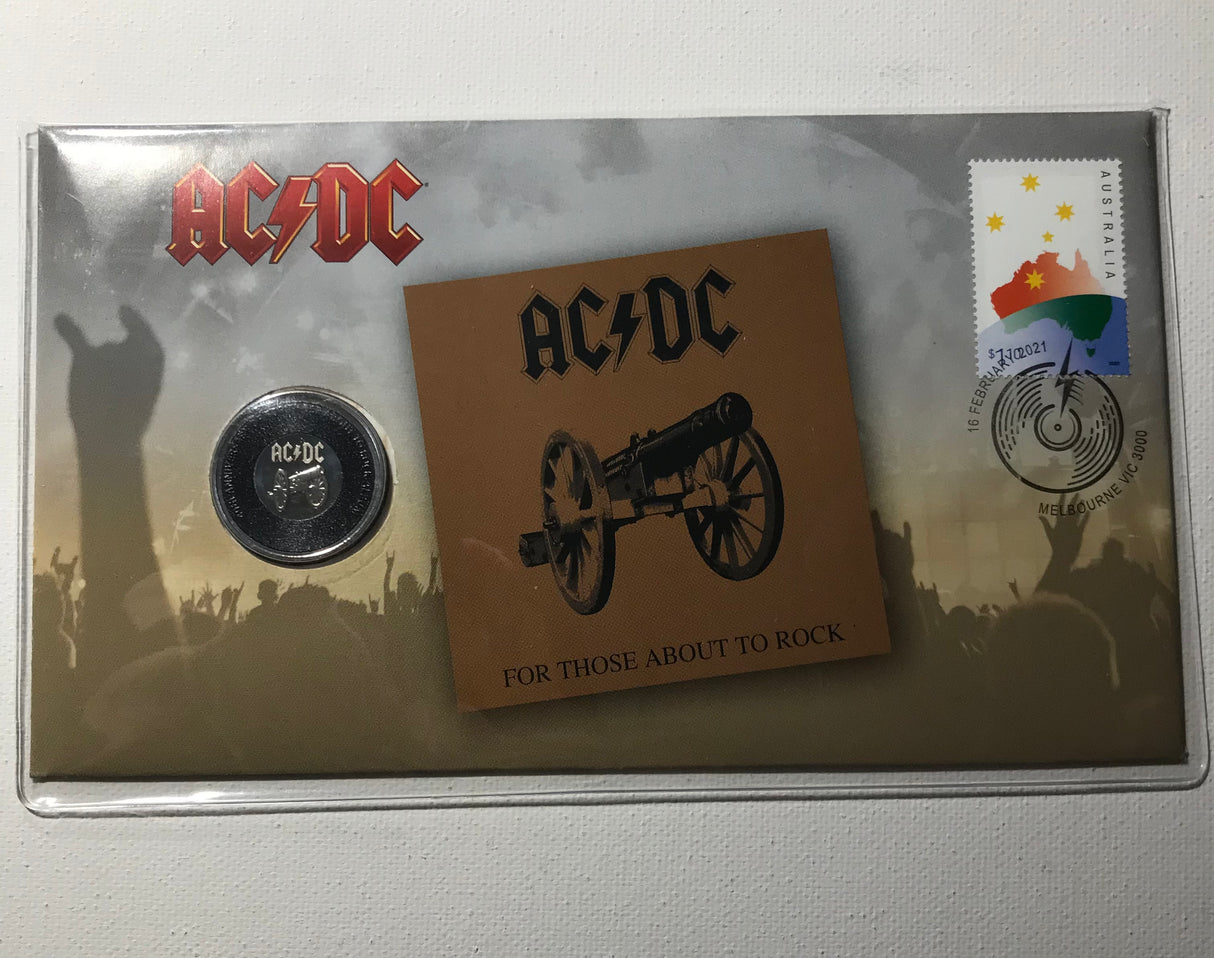 AC/DC
AUSTRALIA
$1.10
AC/DC
16 FEBRUARY 2021
MELBOURNE VIC 3000
AC/DC
FOR THOSE ABOUT TO ROCK